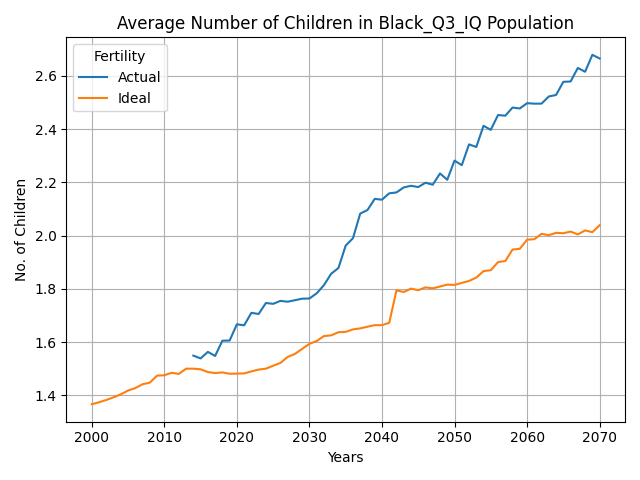 Average Number of Children in Black_Q3_IQ Population
Fertility
Actual
Ideal
No. of Children
2.6
2.4
2.2
2.0
1.8
1.6
1.4
2000 2010 2020 2030 2040 2050 2060 2070
Years